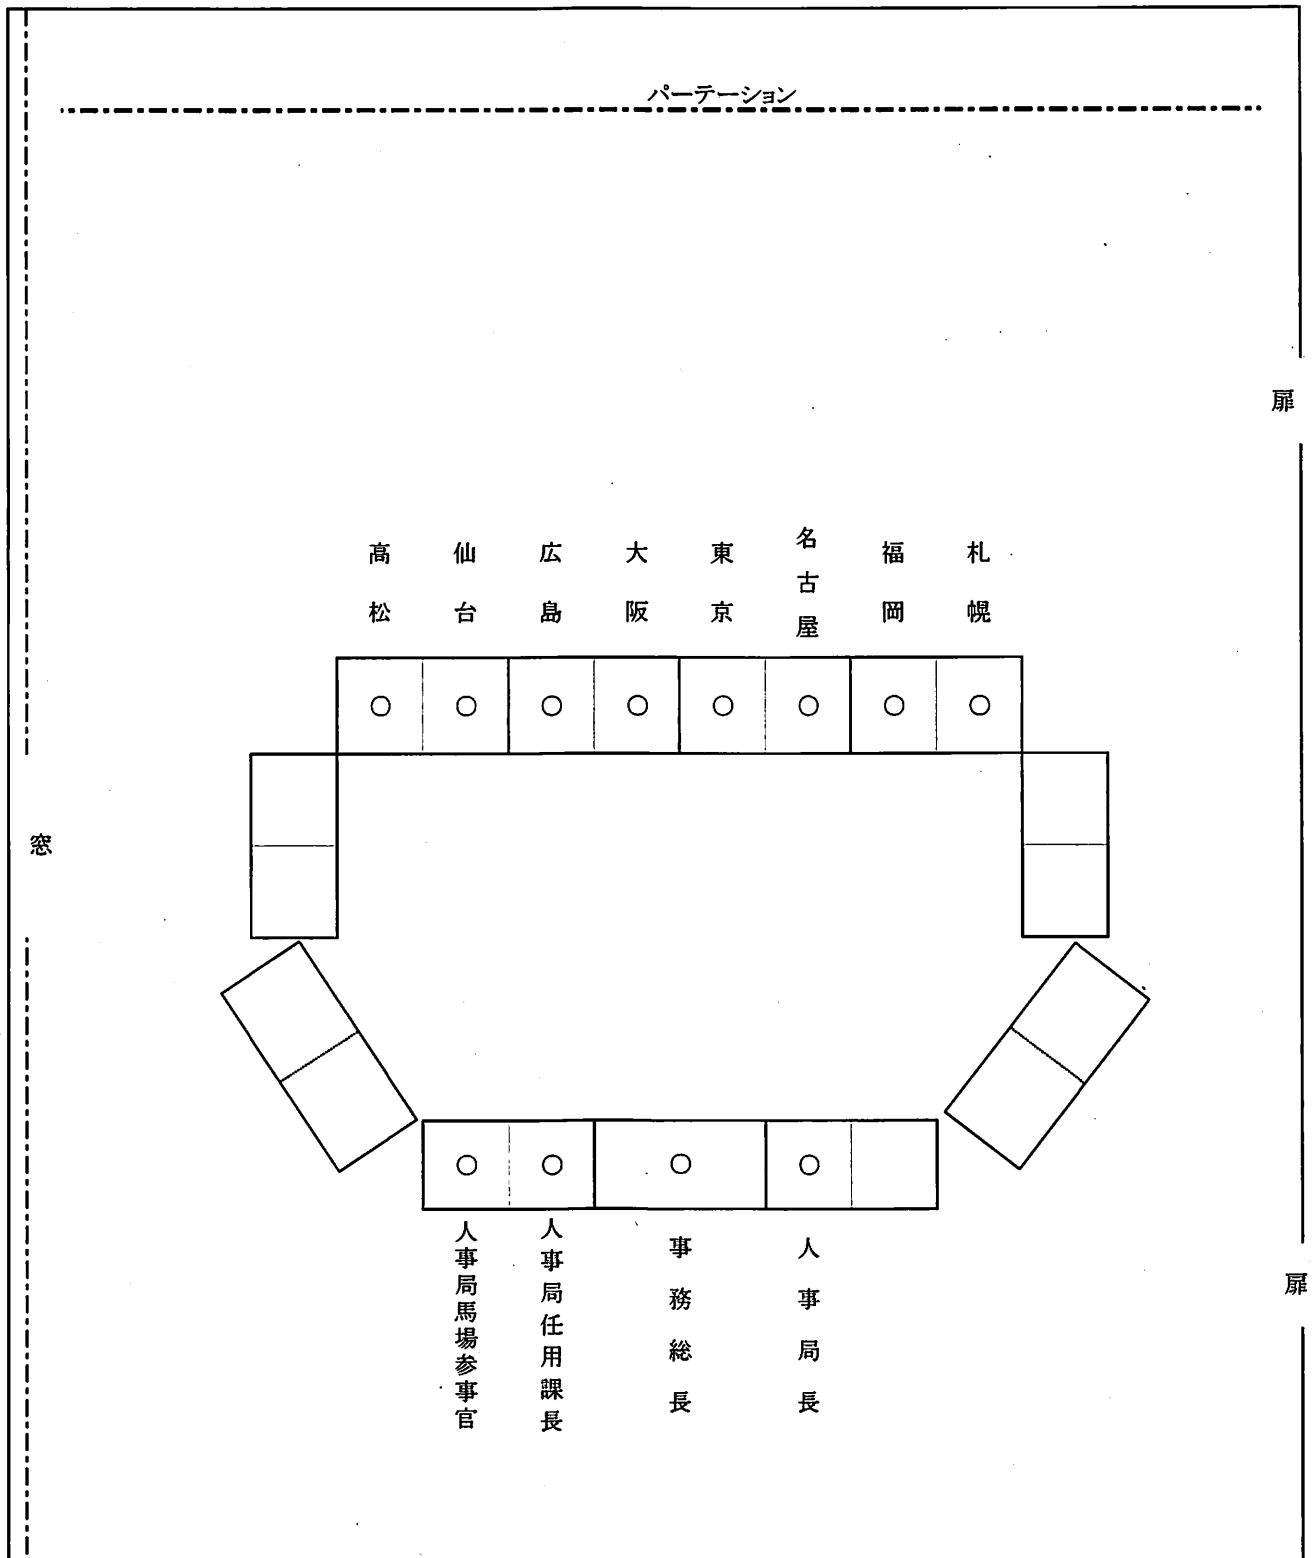 パーテーション
扉
高松
仙台
広島
大阪
東京
名古屋
福岡
札幌
窓
人事局馬場参事官
人事局任用課長
事務総長
人事局長
扉